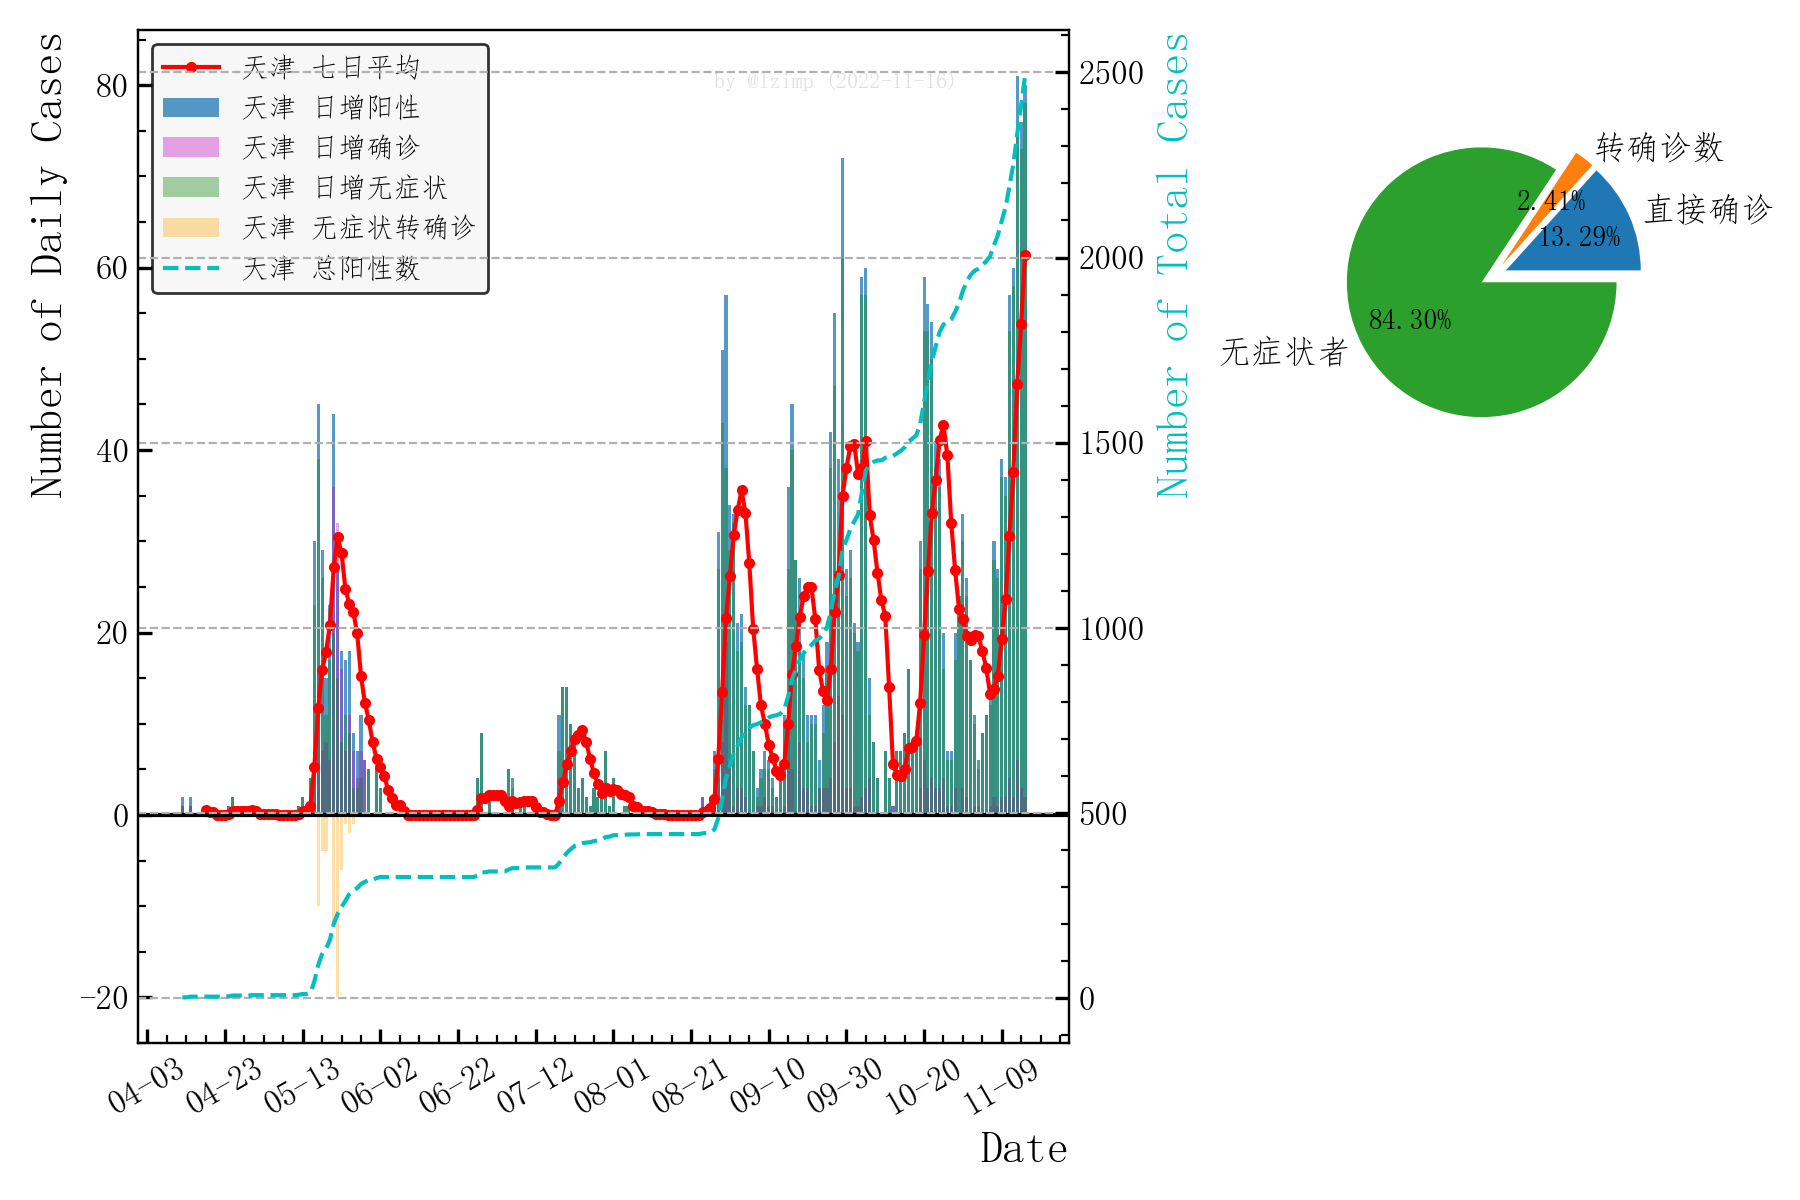 Number of Daily Cases
80
60
40
20
0
−20
天津 七日平均
天津 日增阳性
天津 日增确诊
天津 日增无症状
天津 无症状转确诊
天津 总阳性数
by @lzimp (2022-11-16)
2500
2000
1500
1000
500
0
Number of Total Cases
04-03
04-23
05-13
06-02
06-22
07-12
08-01
08-21
09-10
09-30
10-20
11-09
Date
转确诊数
2.41%
直接确诊
13.29%
84.30%
无症状者